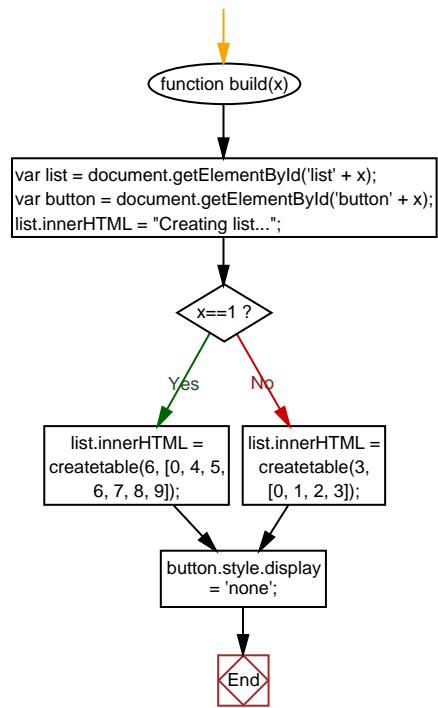 function build(x)
var list = document.getElementById('list' + x);
var button = document.getElementById('button' + x);
list.innerHTML = "Creating list...";
x==1 ?
Yes
No
list.innerHTML =
createtable(6, [0, 4, 5,
6, 7, 8, 9]);
list.innerHTML =
createtable(3,
[0, 1, 2, 3]);
button.style.display
= 'none';
End